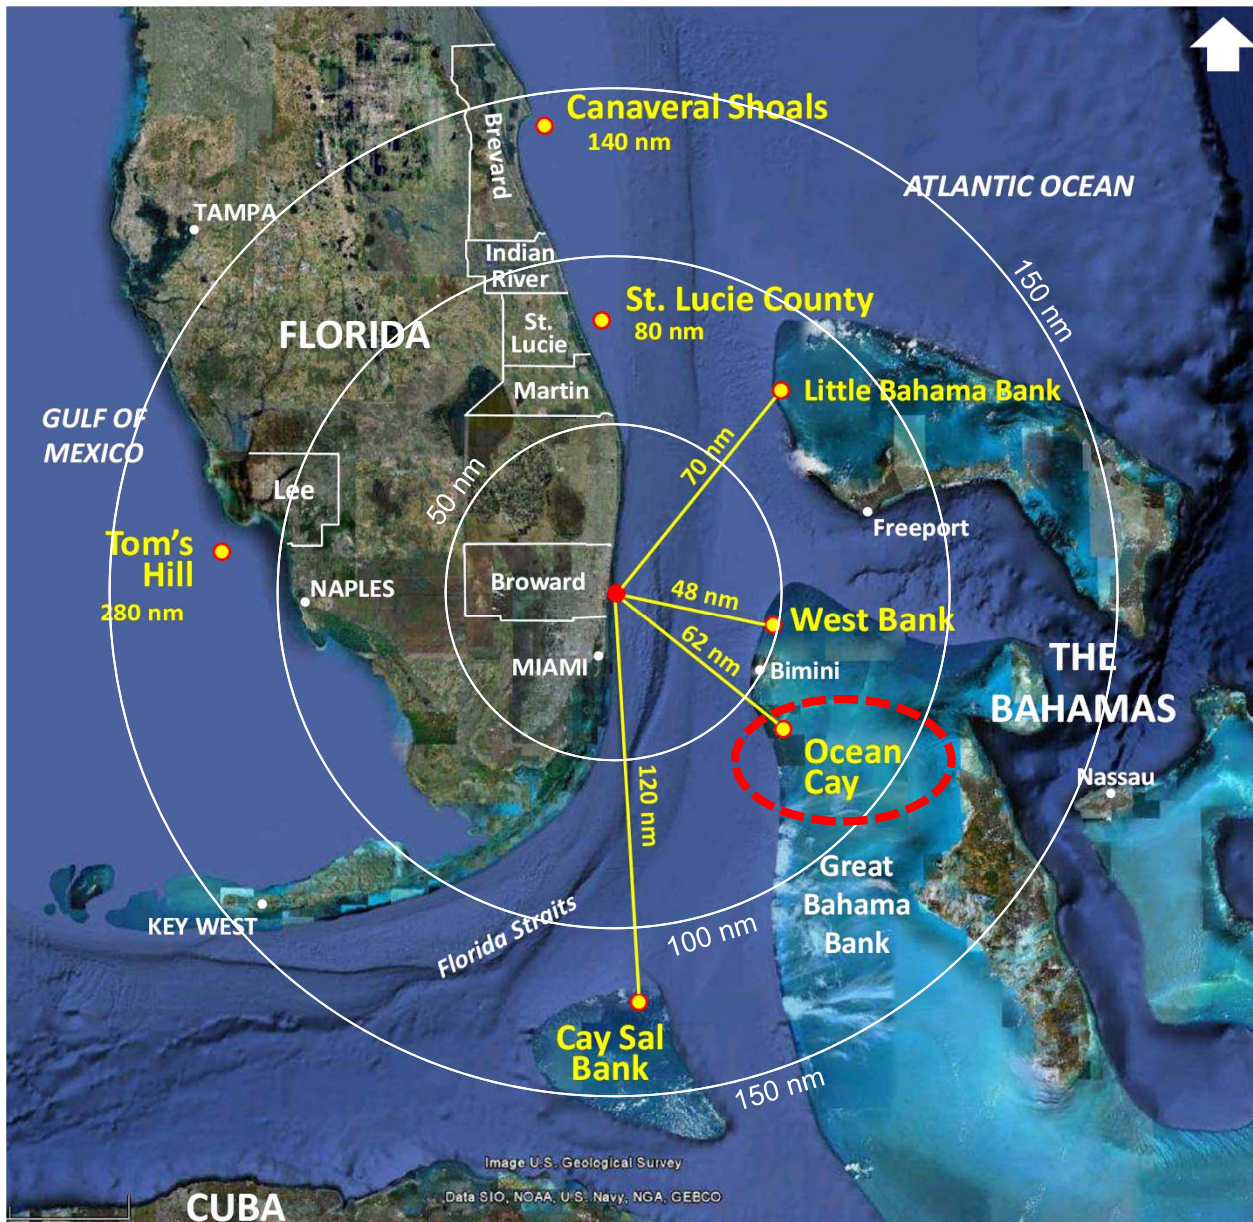 Canaveral Shoals
140 nm
Brevard
ATLANTIC OCEAN
TAMPA
Indian
River
150 nm
St. Lucie County
80 nm
FLORIDA
St.
Lucie
Martin
Little Bahama Bank
GULF OF
MEXICO
70 nm
50 nm
Lee
Freeport
Tom's
Hill
280 nm
NAPLES
Broward
48 nm
West Bank
62 nm
MIAMI
Bimini
THE
BAHAMAS
Ocean
Cay
120 nm
Nassau
Great
Bahama
Bank
KEY WEST
Florida Straits
100 nm
Cay Sal
Bank
150 nm
Image U.S. Geological Survey
Data SIO, NOAA, U.S. Navy, NGA, GEBCO
CUBA